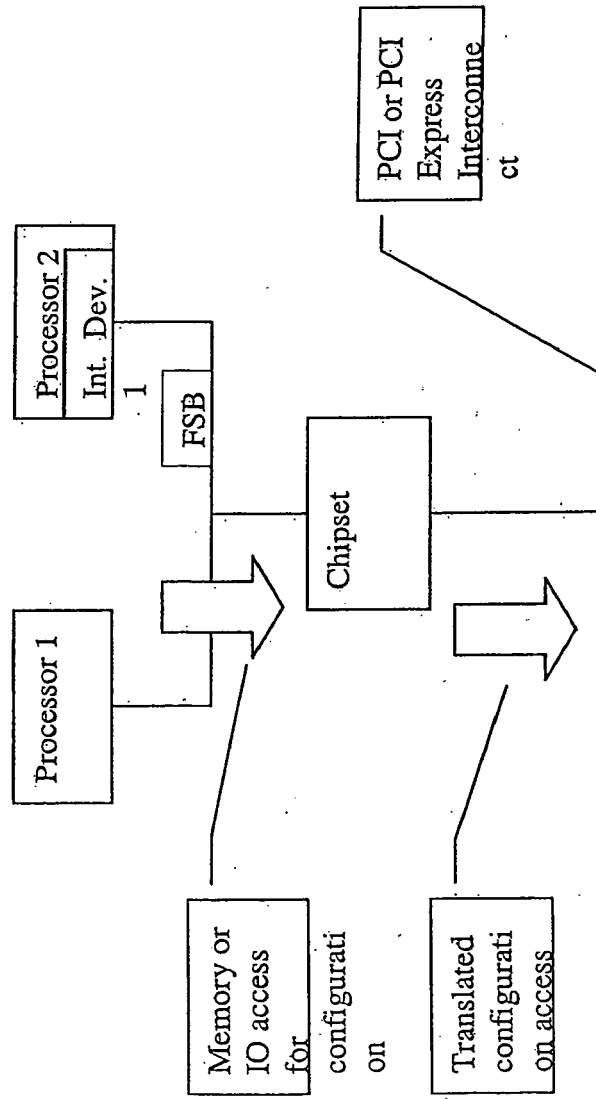 Processor 1
Processor 2
Int. Dev.
1
FSB
Chipset
Memory or
IO access
for
configurati
on
Translated
configurati
on access
PCI or PCI
Express
Interconne
ct